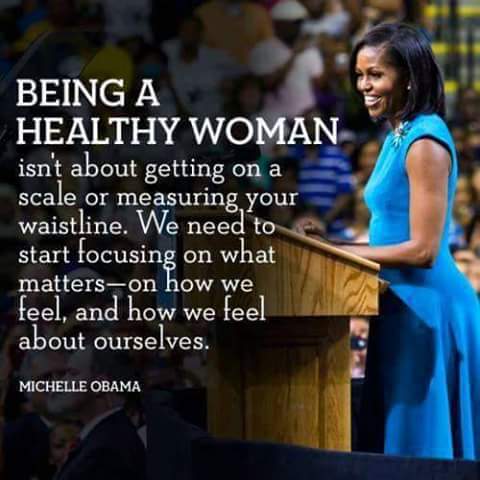 BEING A
HEALTHY WOMAN
isn't about getting on a
scale or measuring your
waistline. We need to
start focusing on what
matters—on how we
feel, and how we feel
about ourselves.
MICHELLE OBAMA